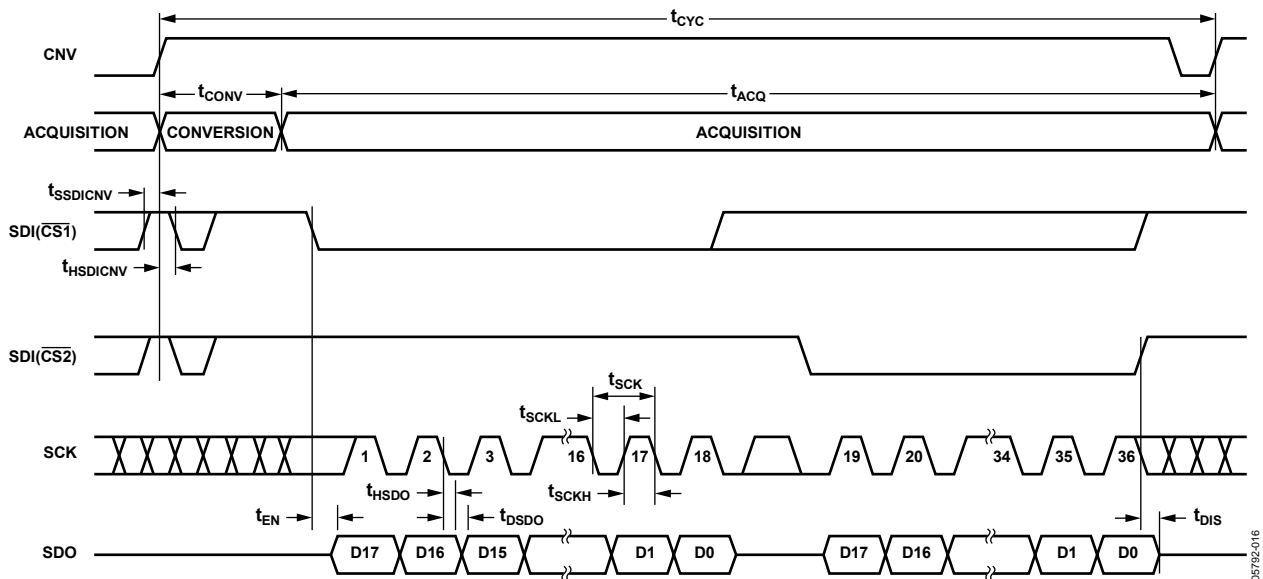 tCYC
CNV
tCONV
tACQ
ACQUISITION
CONVERSION
ACQUISITION
tSSDICNV
SDI(CS1)
tHSDICNV
SDI(CS2)
tSCK
tSCKL
SCK
1 2 3 16 17 18 19 20 34 35 36
tHSDO
tSCKH
tEN
tDSDO
tDIS
SDO
D17 D16 D15 D1 D0 D17 D16 D1 D0
05792-016